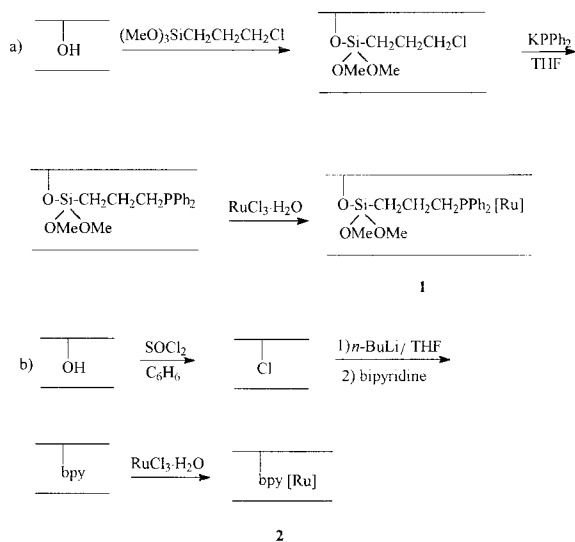 a)
OH
(MeO)3SiCH2CH2CH2Cl
O-Si-CH2CH2CH2Cl
OMeOMe
KPPh2
THF
O-Si-CH2CH2CH2PPh2
OMeOMe
RuCl3·H2O
O-Si-CH2CH2CH2PPh2 [Ru]
OMeOMe
1
b)
OH
SOCl2
C6H6
Cl
1)n-BuLi/ THF
2) bipyridine
bpy
RuCl3·H2O
bpy [Ru]
2